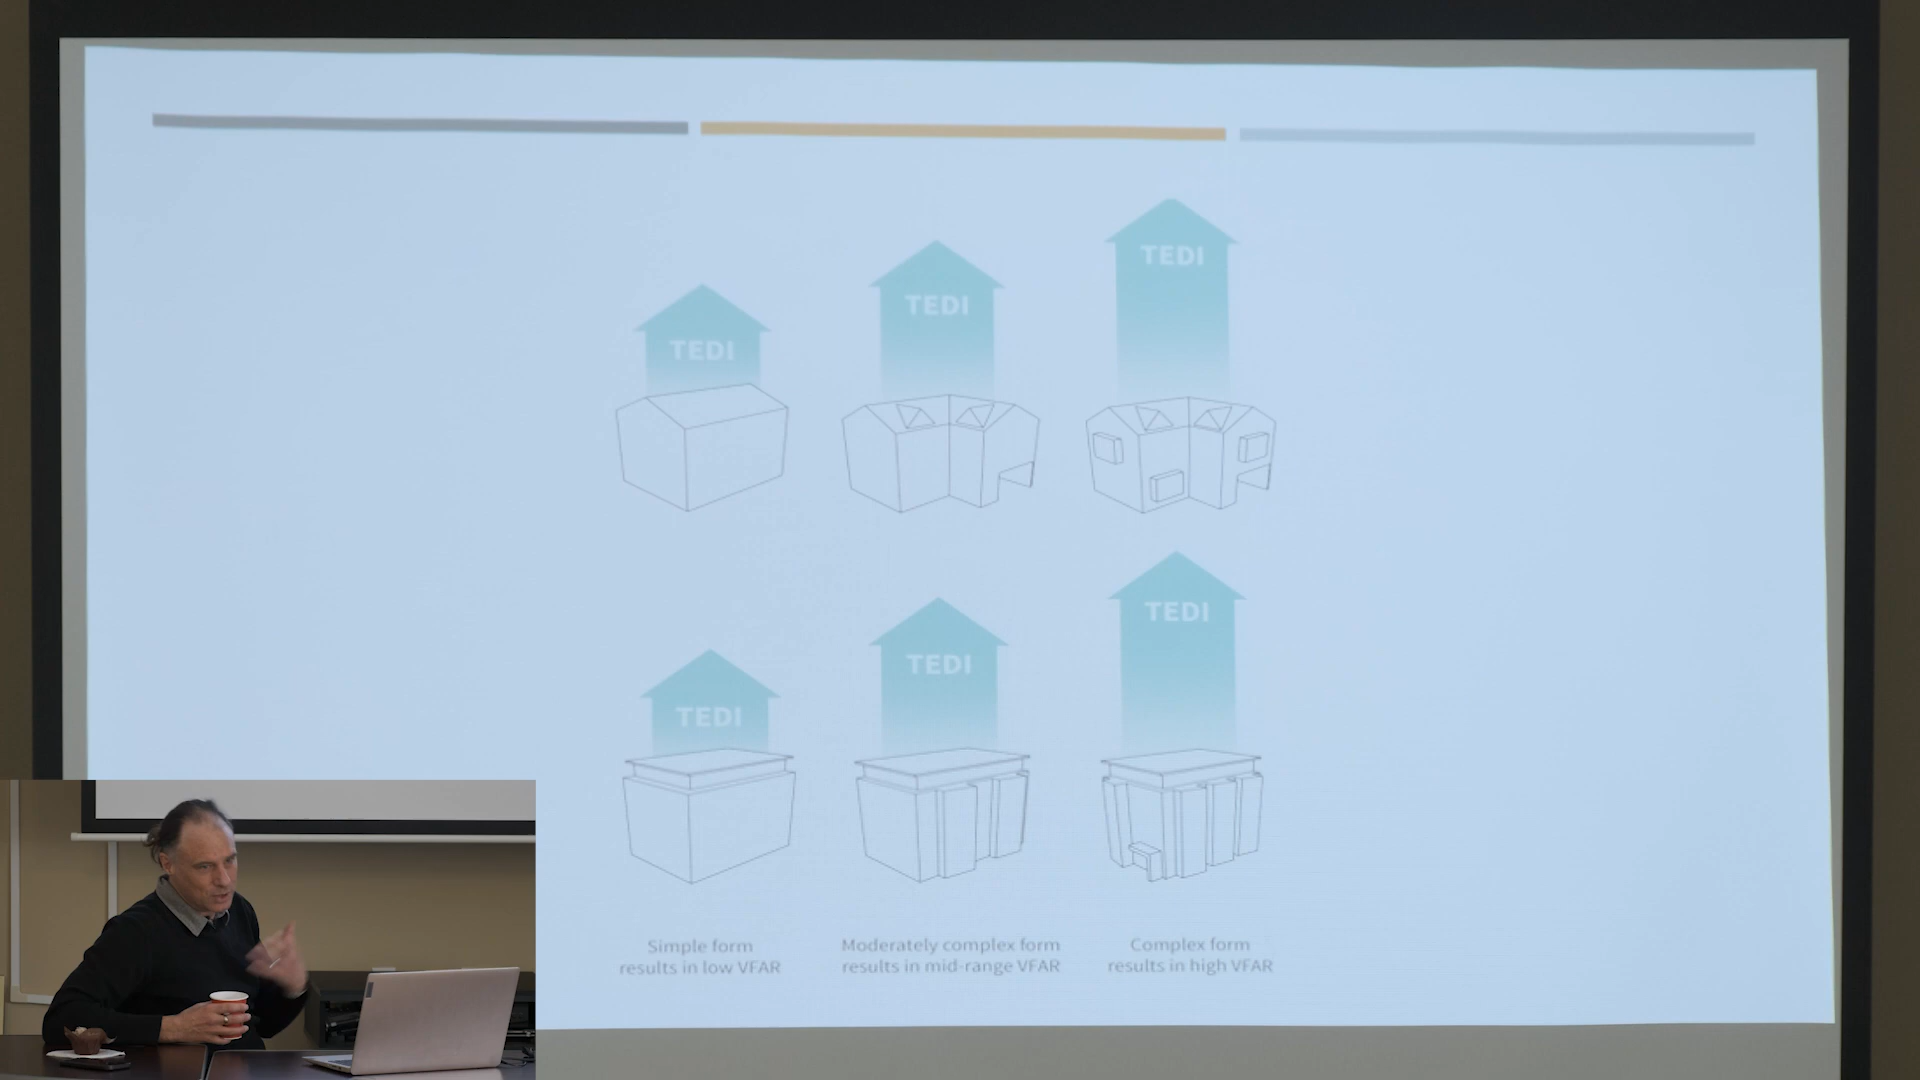 TEDI
TEDI
TEDI
TEDI
TEDI
TEDI
Simple form
results in low VFAR
Moderately complex form
results in mid-range VFAR
Complex form
results in high VFAR